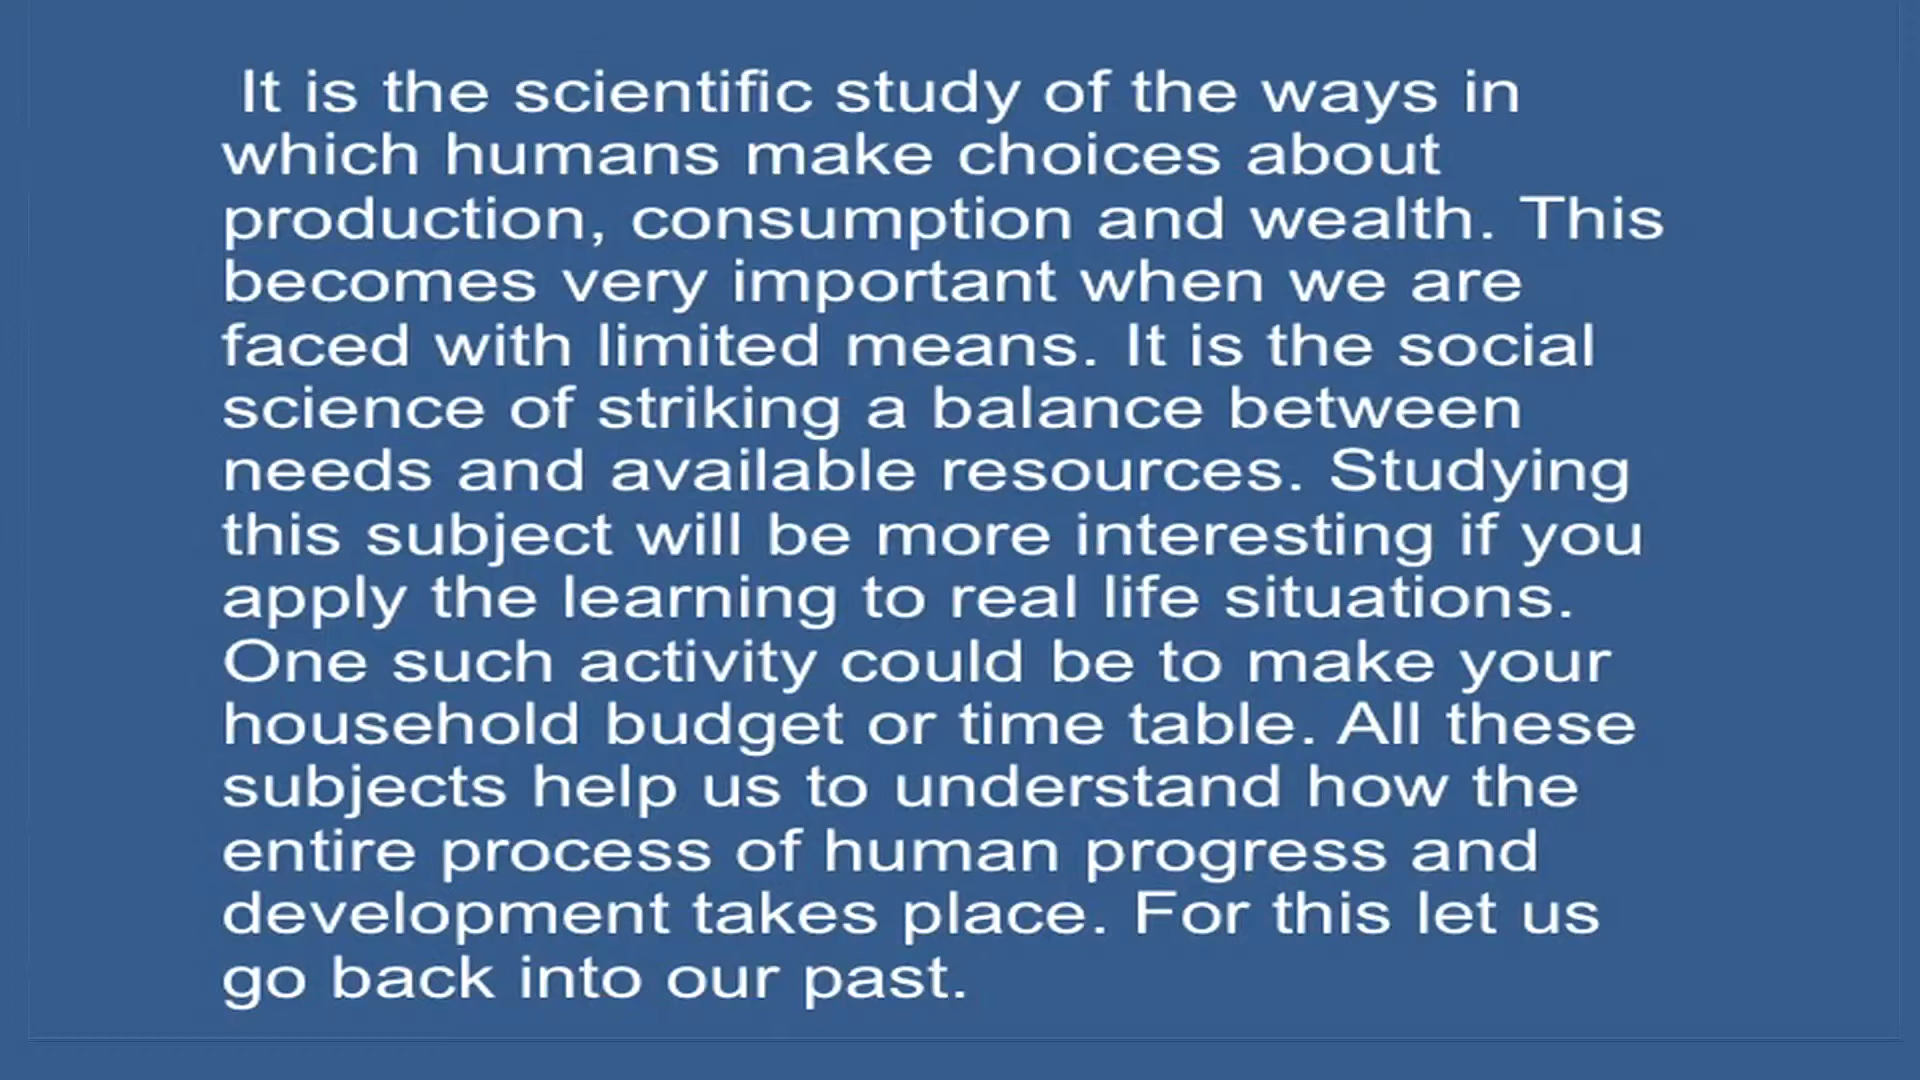 It is the scientific study of the ways in
which humans make choices about
production, consumption and wealth. This
becomes very important when we are
faced with limited means. It is the social
science of striking a balance between
needs and available resources. Studying
this subject will be more interesting if you
apply the learning to real life situations.
One such activity could be to make your
household budget or time table. All these
subjects help us to understand how the
entire process of human progress and
development takes place. For this let us
go back into our past.